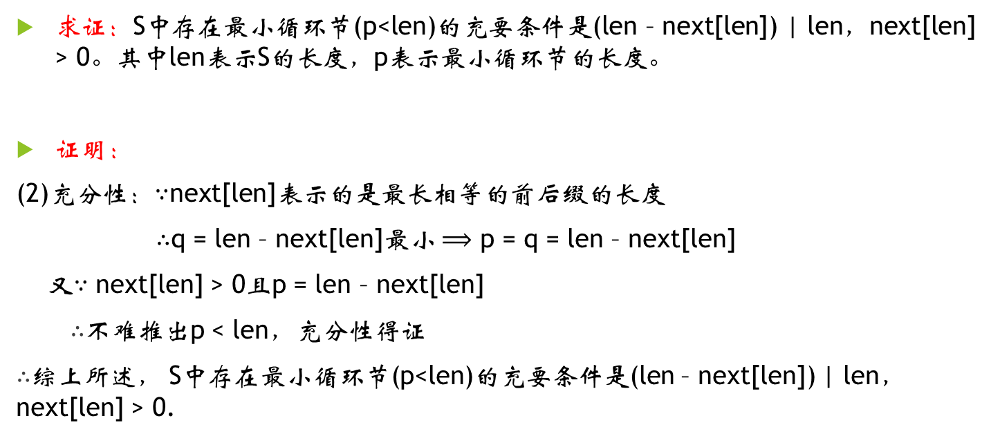 ▶ 求证：S中存在最小循环节(p<len)的充要条件是(len - next[len]) | len，next[len]
> 0。其中len表示S的长度，p表示最小循环节的长度。
▶ 证明：
(2)充分性：∵next[len]表示的是最长相等的前后缀的长度
∴q = len - next[len]最小 ⟹ p = q = len - next[len]
又∵ next[len] > 0且p = len - next[len]
∴不难推出p < len，充分性得证
∴综上所述， S中存在最小循环节(p<len)的充要条件是(len - next[len]) | len，
next[len] > 0.